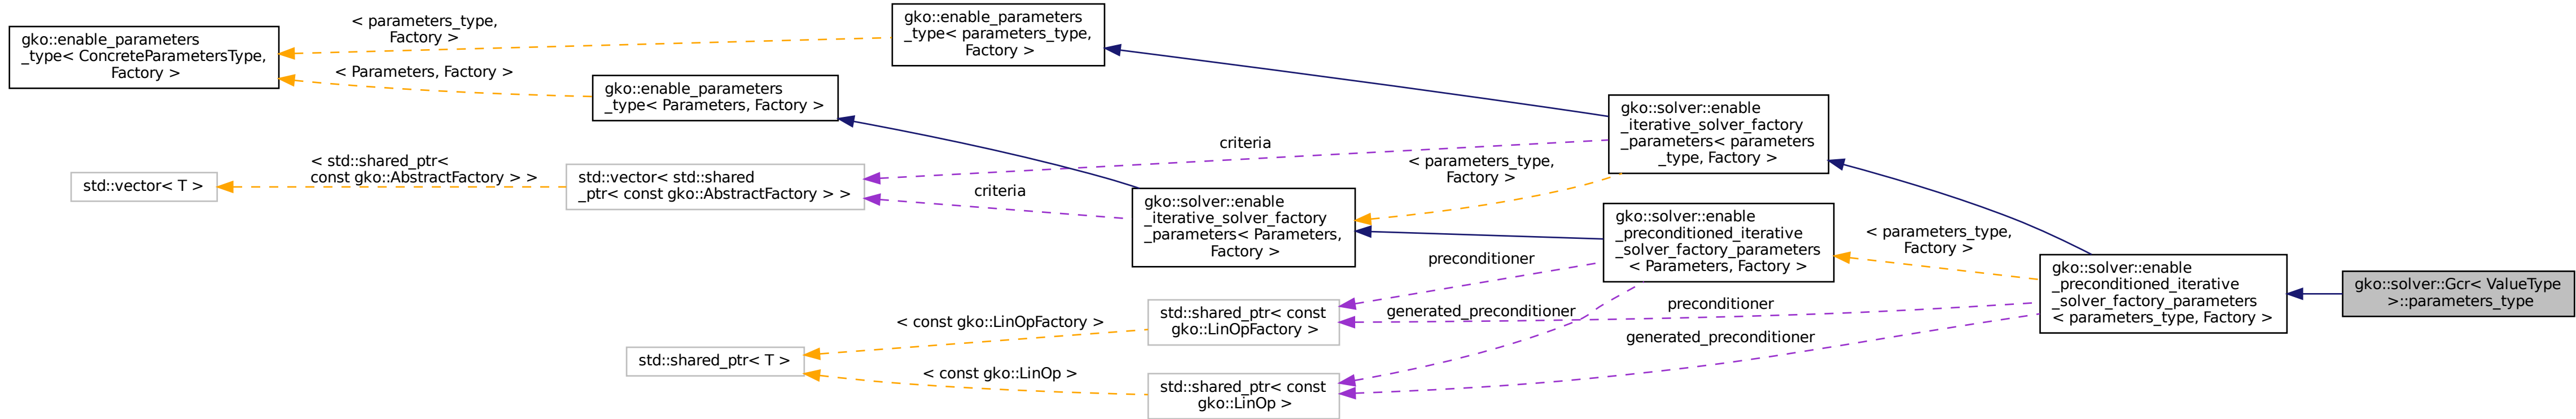 gko::enable_parameters
_type< ConcreteParametersType,
Factory >
< parameters_type,
Factory >
< Parameters, Factory >
gko::enable_parameters
_type< parameters_type,
Factory >
gko::enable_parameters
_type< Parameters, Factory >
std::vector< T >
< std::shared_ptr<
const gko::AbstractFactory > >
std::vector< std::shared
_ptr< const gko::AbstractFactory > >
criteria
criteria
gko::solver::enable
_iterative_solver_factory
_parameters< parameters
_type, Factory >
< parameters_type,
Factory >
gko::solver::enable
_iterative_solver_factory
_parameters< Parameters,
Factory >
gko::solver::enable
_preconditioned_iterative
_solver_factory_parameters
< Parameters, Factory >
< parameters_type,
Factory >
preconditioner
generated_preconditioner
preconditioner
generated_preconditioner
gko::solver::enable
_preconditioned_iterative
_solver_factory_parameters
< parameters_type, Factory >
gko::solver::Gcr< ValueType
>::parameters_type
std::shared_ptr< const
gko::LinOpFactory >
< const gko::LinOpFactory >
std::shared_ptr< T >
< const gko::LinOp >
std::shared_ptr< const
gko::LinOp >